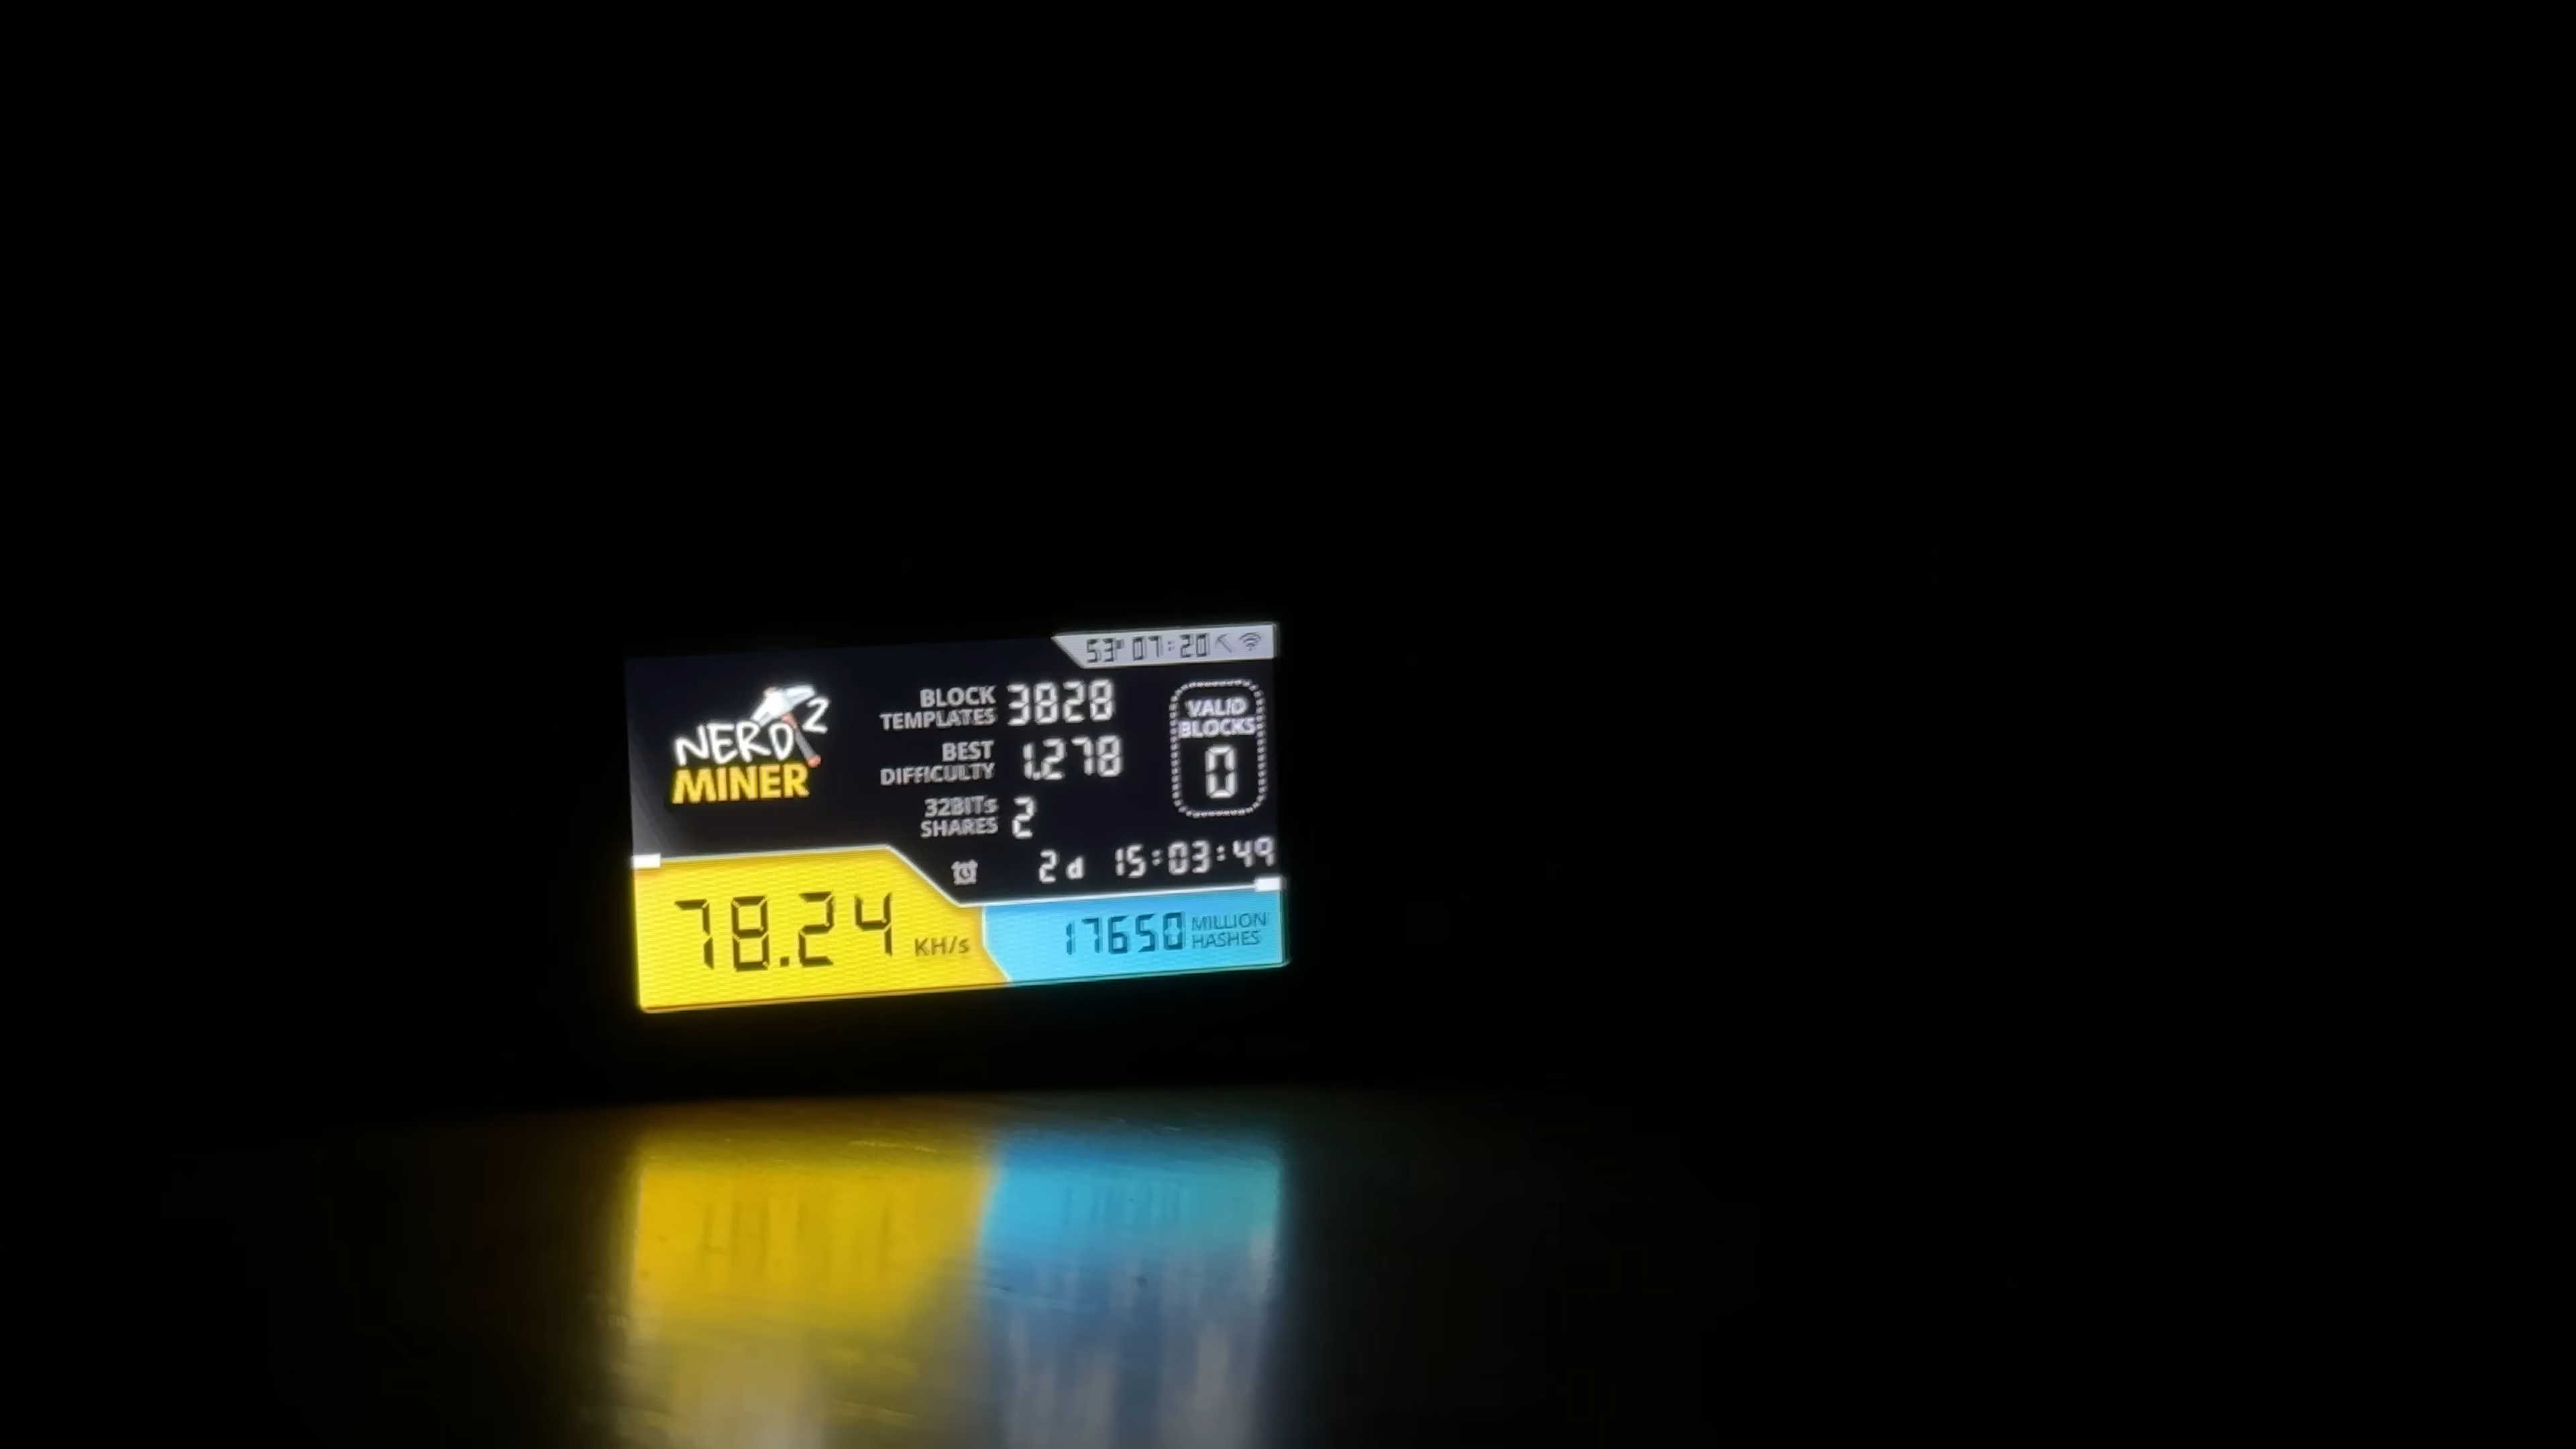 53° 07:20
NERD 2
MINER
BLOCK
TEMPLATES 3828
BEST
DIFFICULTY 1.278
32BITs
SHARES 2
VALID
BLOCKS
0
2 d 15:03:49
78.24 KH/s
17650 MILLION
HASHES